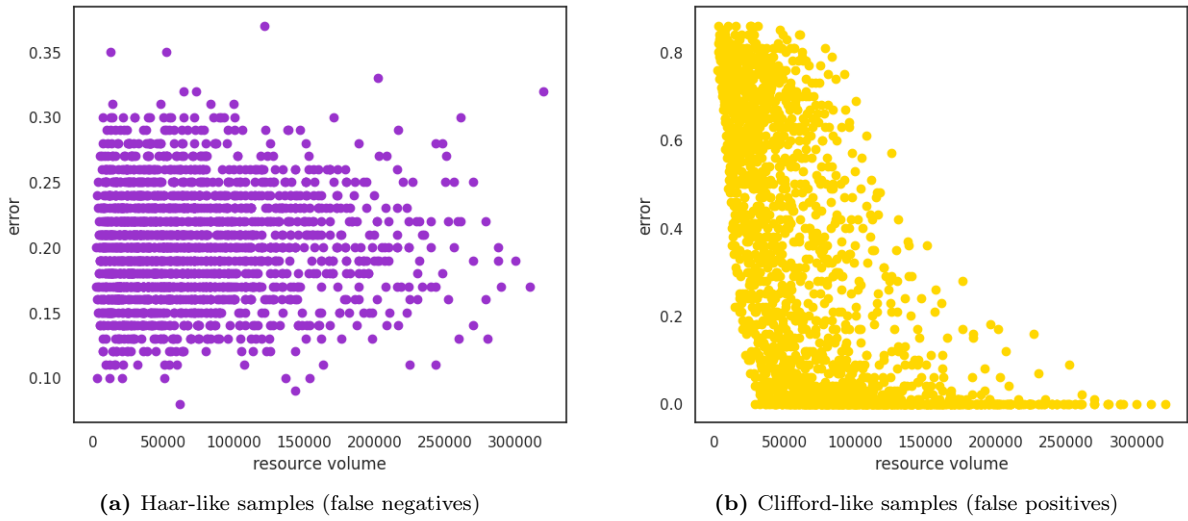 0.35
0.30
0.25
0.20
0.15
0.10
error
0 50000 100000 150000 200000 250000 300000
resource volume
(a) Haar-like samples (false negatives)
0.8
0.6
0.4
0.2
0.0
error
0 50000 100000 150000 200000 250000 300000
resource volume
(b) Clifford-like samples (false positives)